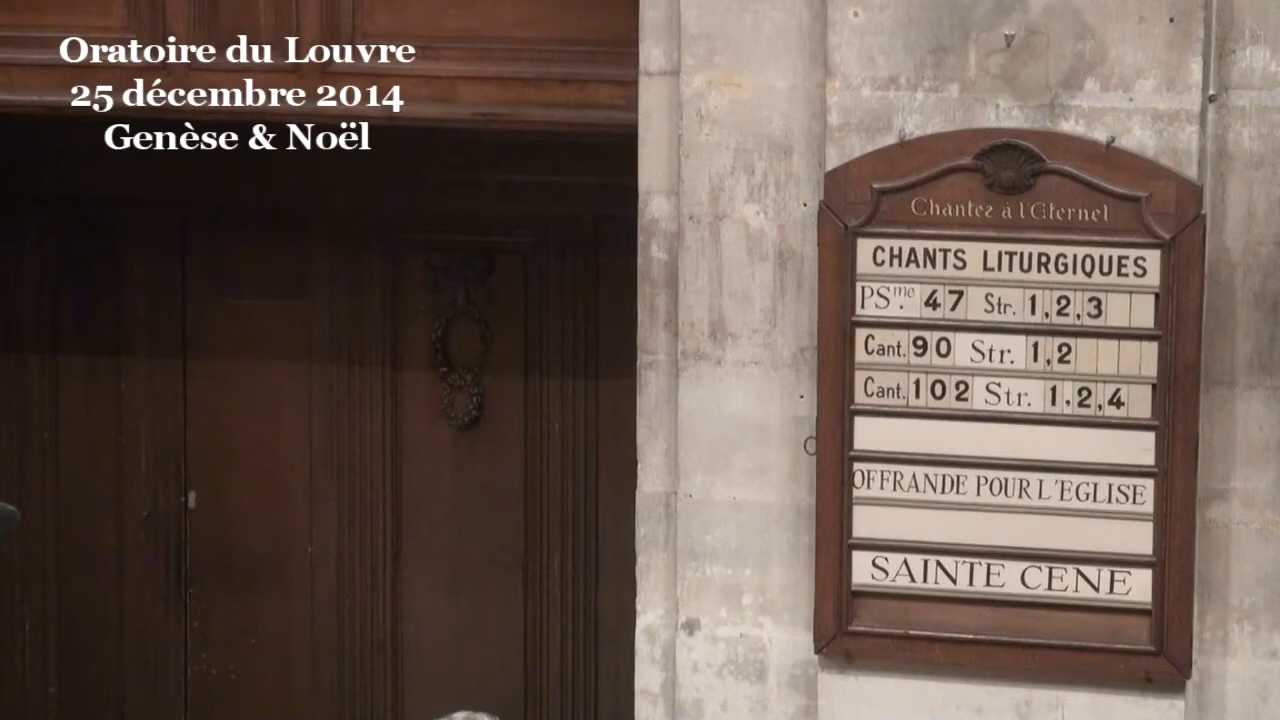 Oratoire du Louvre
25 décembre 2014
Genèse & Noël
Chantez à l'Eternel
CHANTS LITURGIQUES
PS.me 47 Str. 1,2,3
Cant. 90 Str. 1,2
Cant. 102 Str. 1,2,4
OFFRANDE POUR L'EGLISE
SAINTE CENE